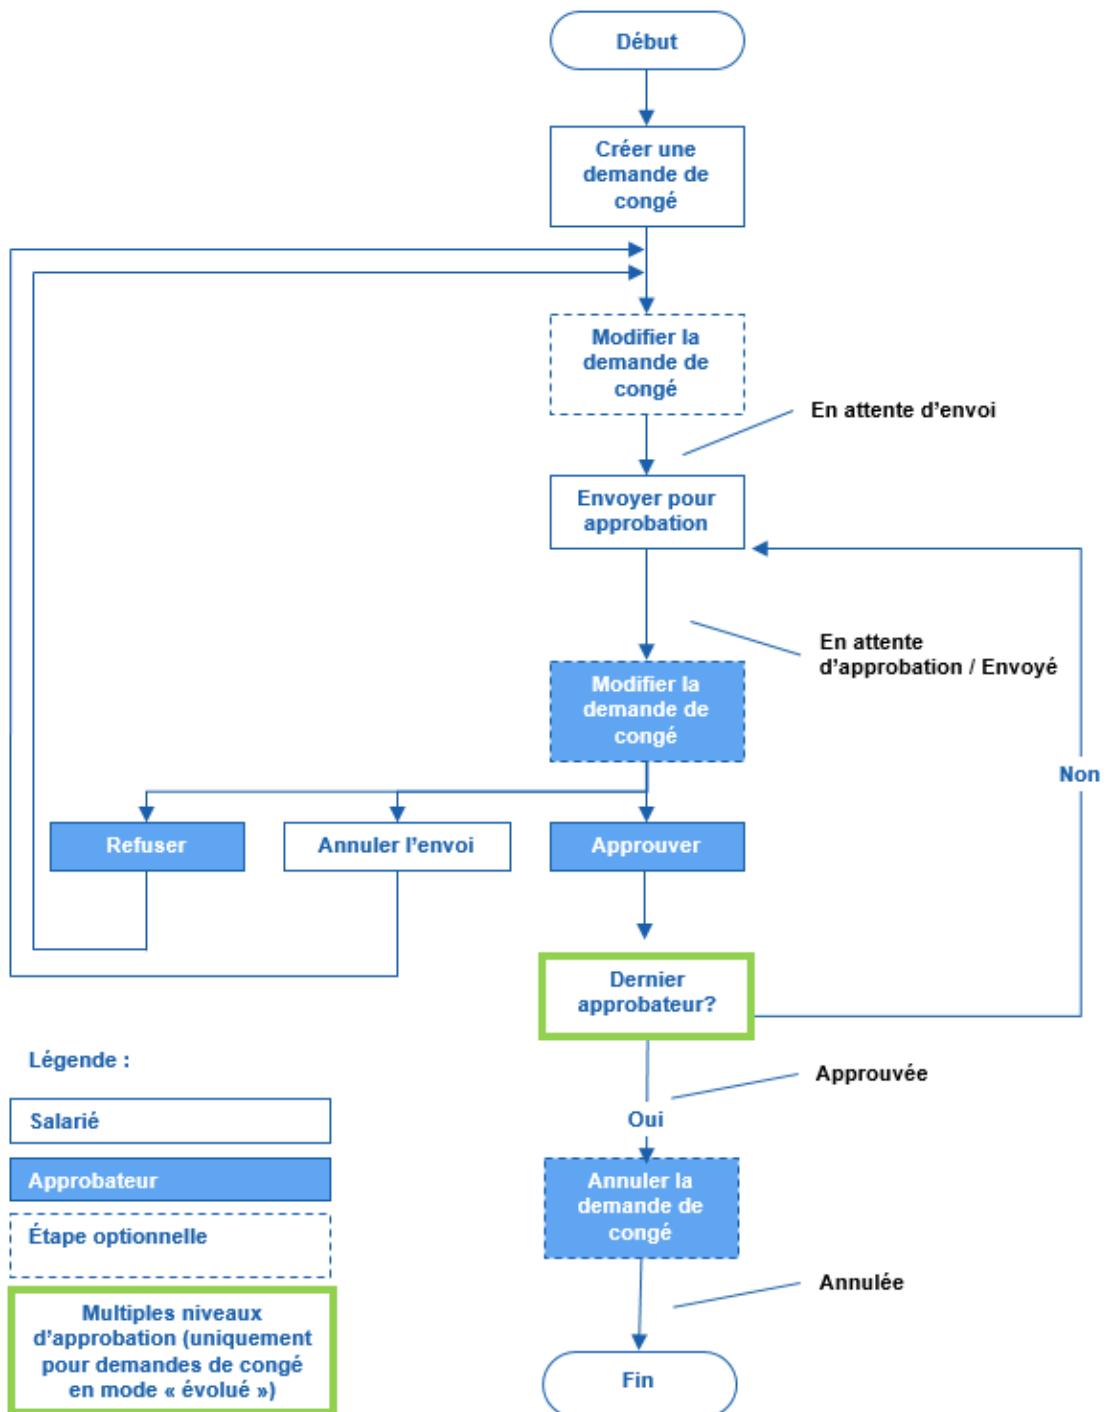 Début
Créer une
demande de
congé
Modifier la
demande de
congé
En attente d'envoi
Envoyer pour
approbation
En attente
d'approbation / Envoyé
Modifier la
demande de
congé
Non
Refuser
Annuler l'envoi
Approuver
Dernier
approbateur?
Légende :
Approuvée
Salarié
Oui
Approbateur
Annuler la
demande de
congé
Étape optionnelle
Annulée
Multiples niveaux
d'approbation (uniquement
pour demandes de congé
en mode « évolué »)
Fin